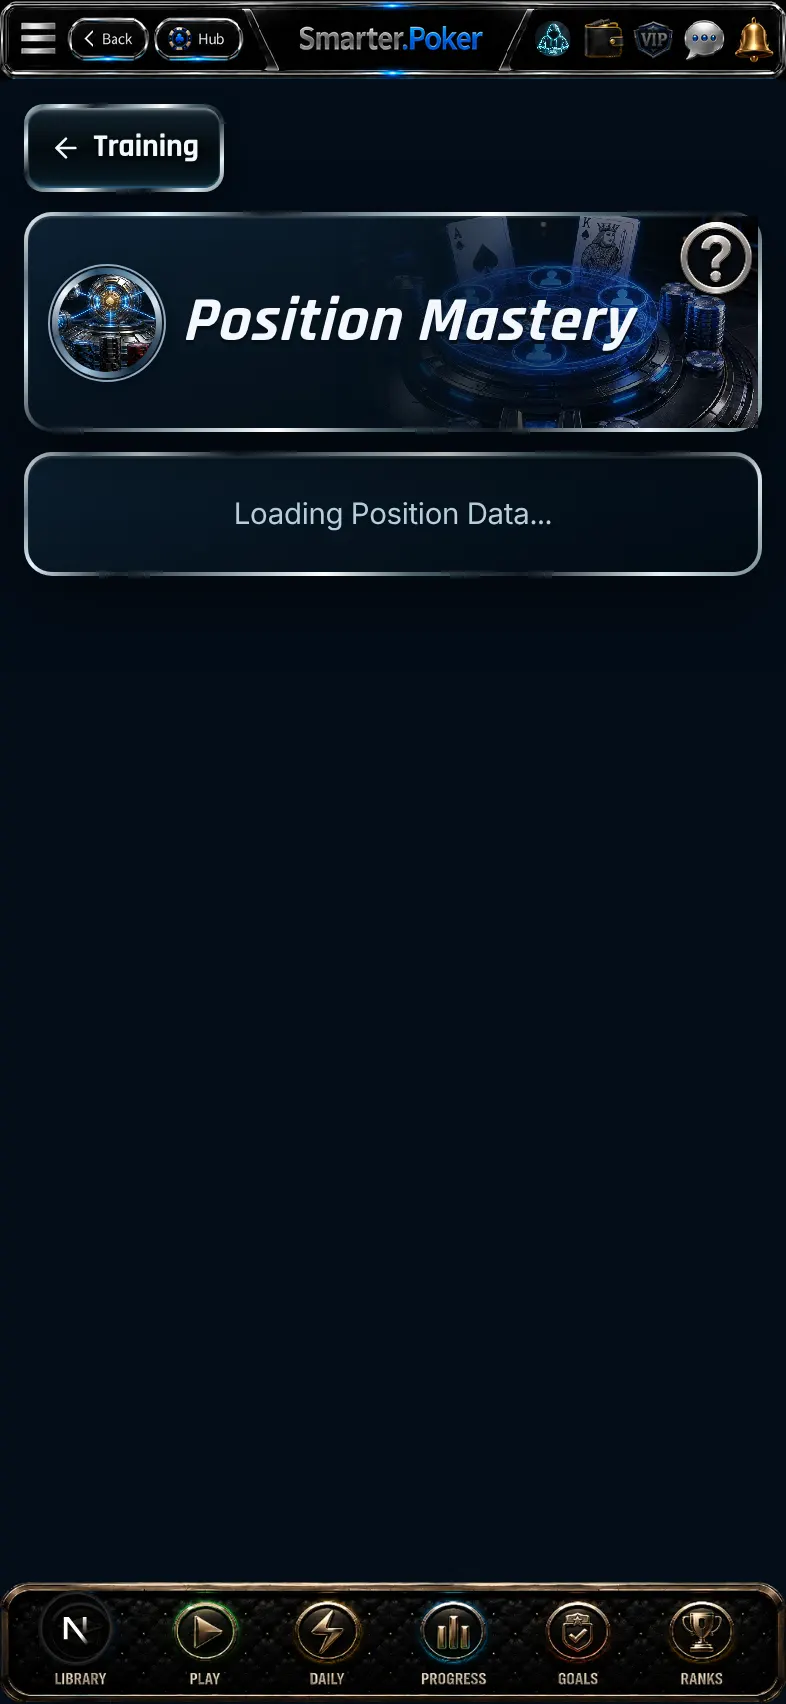 Back
Hub
Smarter.Poker
VIP
← Training
A
K
?
Position Mastery
Loading Position Data...
N
LIBRARY
PLAY
DAILY
PROGRESS
GOALS
RANKS